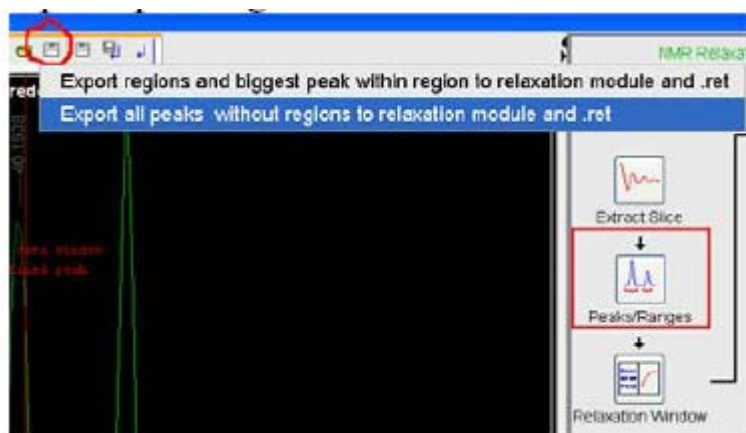 NMR Relaxa
Export regions and biggest peak within region to relaxation module and .ret
Export all peaks without regions to relaxation module and .ret
Extract Slice
Peaks/Ranges
Relaxation Window